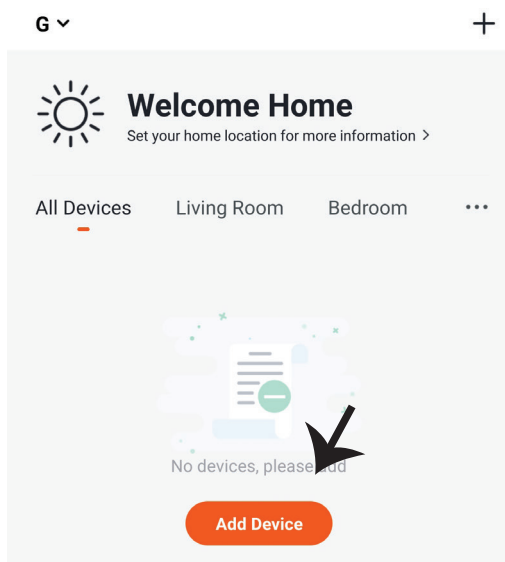 G
Welcome Home
Set your home location for more information >
All Devices Living Room Bedroom ...
No devices, please add
Add Device